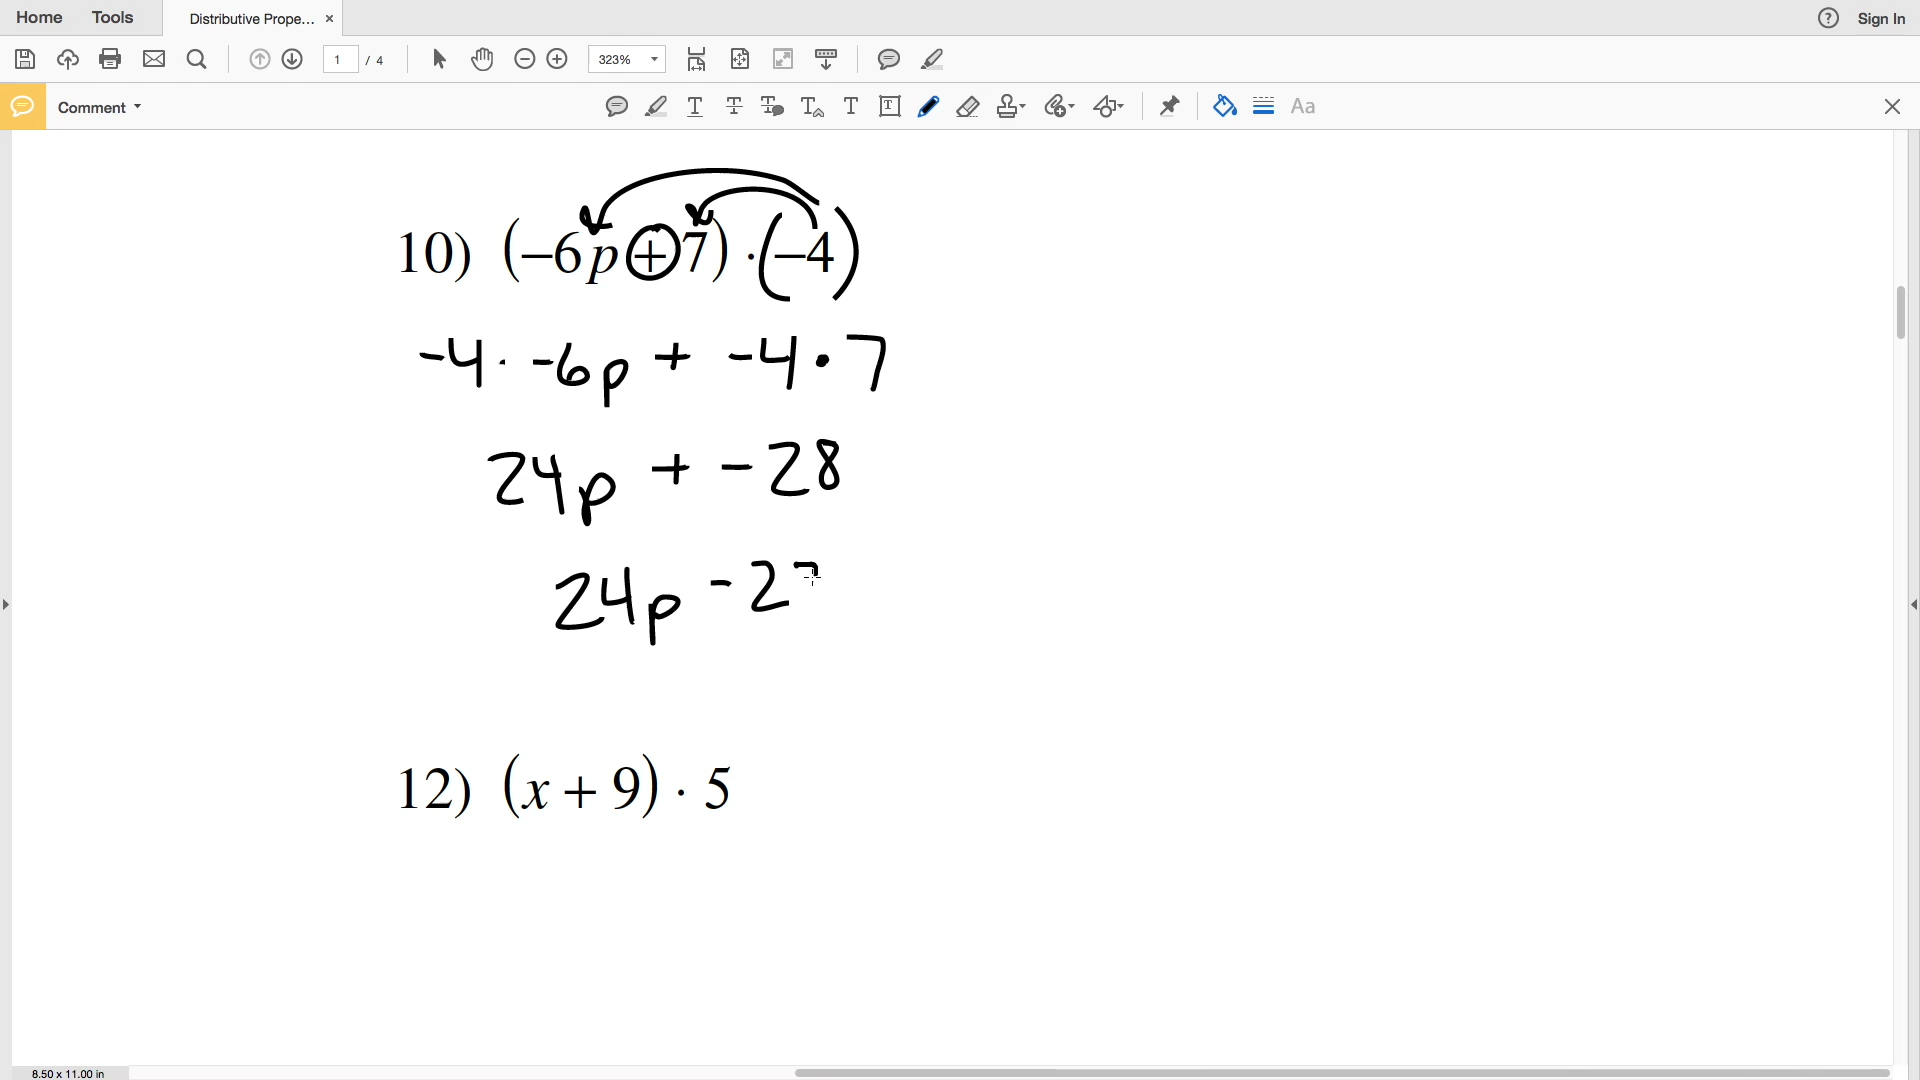 Home Tools Distributive Prope... × ? Sign In
1 / 4 323%
Comment T T T T T T Aa
10) (–6p + 7) · (–4)
-4 · -6p + -4 • 7
24p + -28
24p - 2
12) (x + 9) · 5
8.50 x 11.00 in